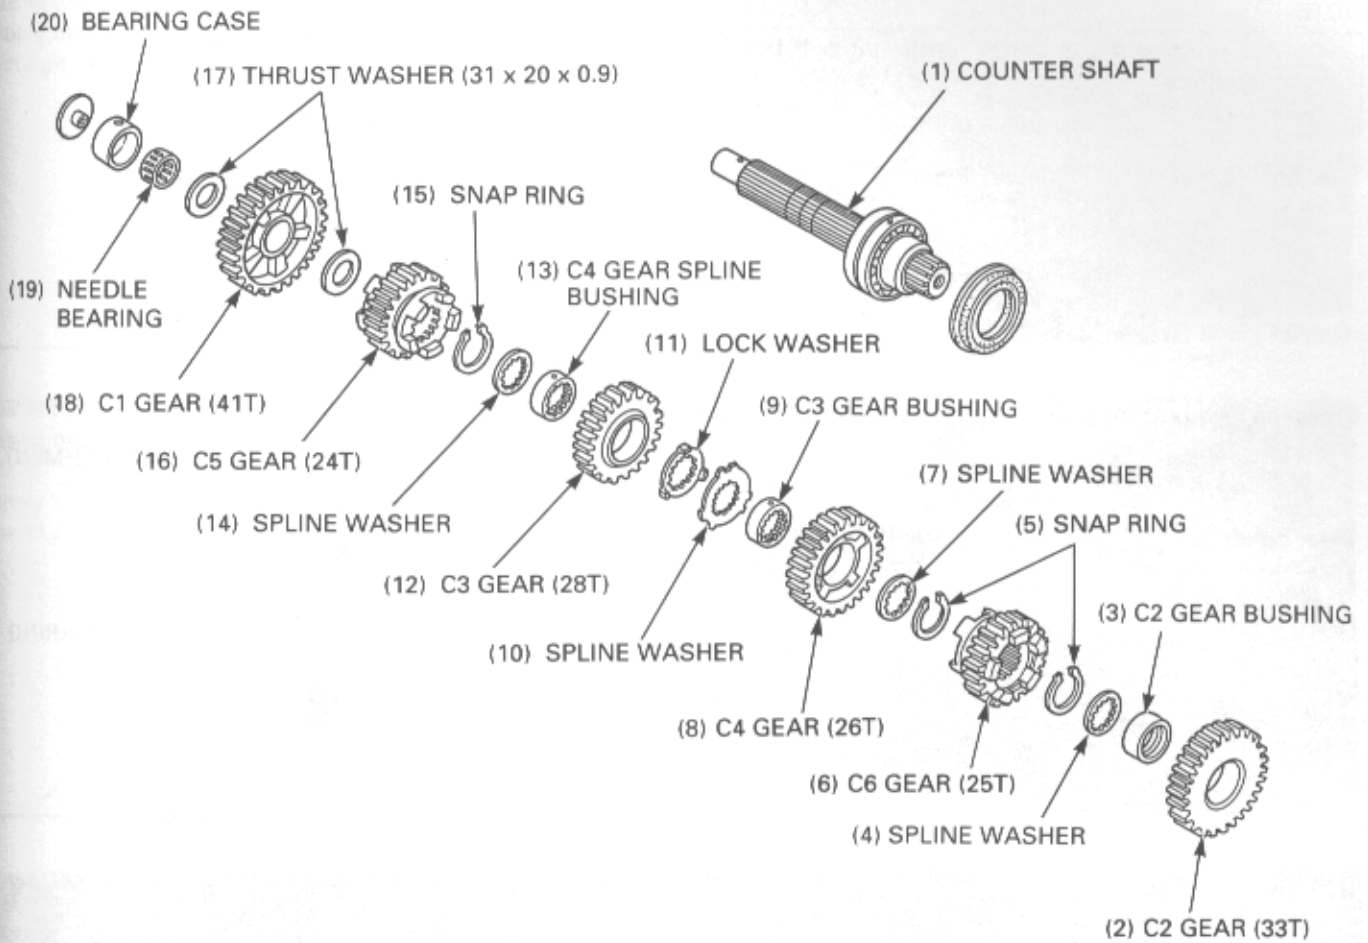 (20) BEARING CASE
(17) THRUST WASHER (31 x 20 x 0.9)
(1) COUNTER SHAFT
(15) SNAP RING
(13) C4 GEAR SPLINE
BUSHING
(19) NEEDLE
BEARING
(11) LOCK WASHER
(18) C1 GEAR (41T)
(9) C3 GEAR BUSHING
(16) C5 GEAR (24T)
(7) SPLINE WASHER
(14) SPLINE WASHER
(5) SNAP RING
(12) C3 GEAR (28T)
(3) C2 GEAR BUSHING
(10) SPLINE WASHER
(8) C4 GEAR (26T)
(6) C6 GEAR (25T)
(4) SPLINE WASHER
(2) C2 GEAR (33T)